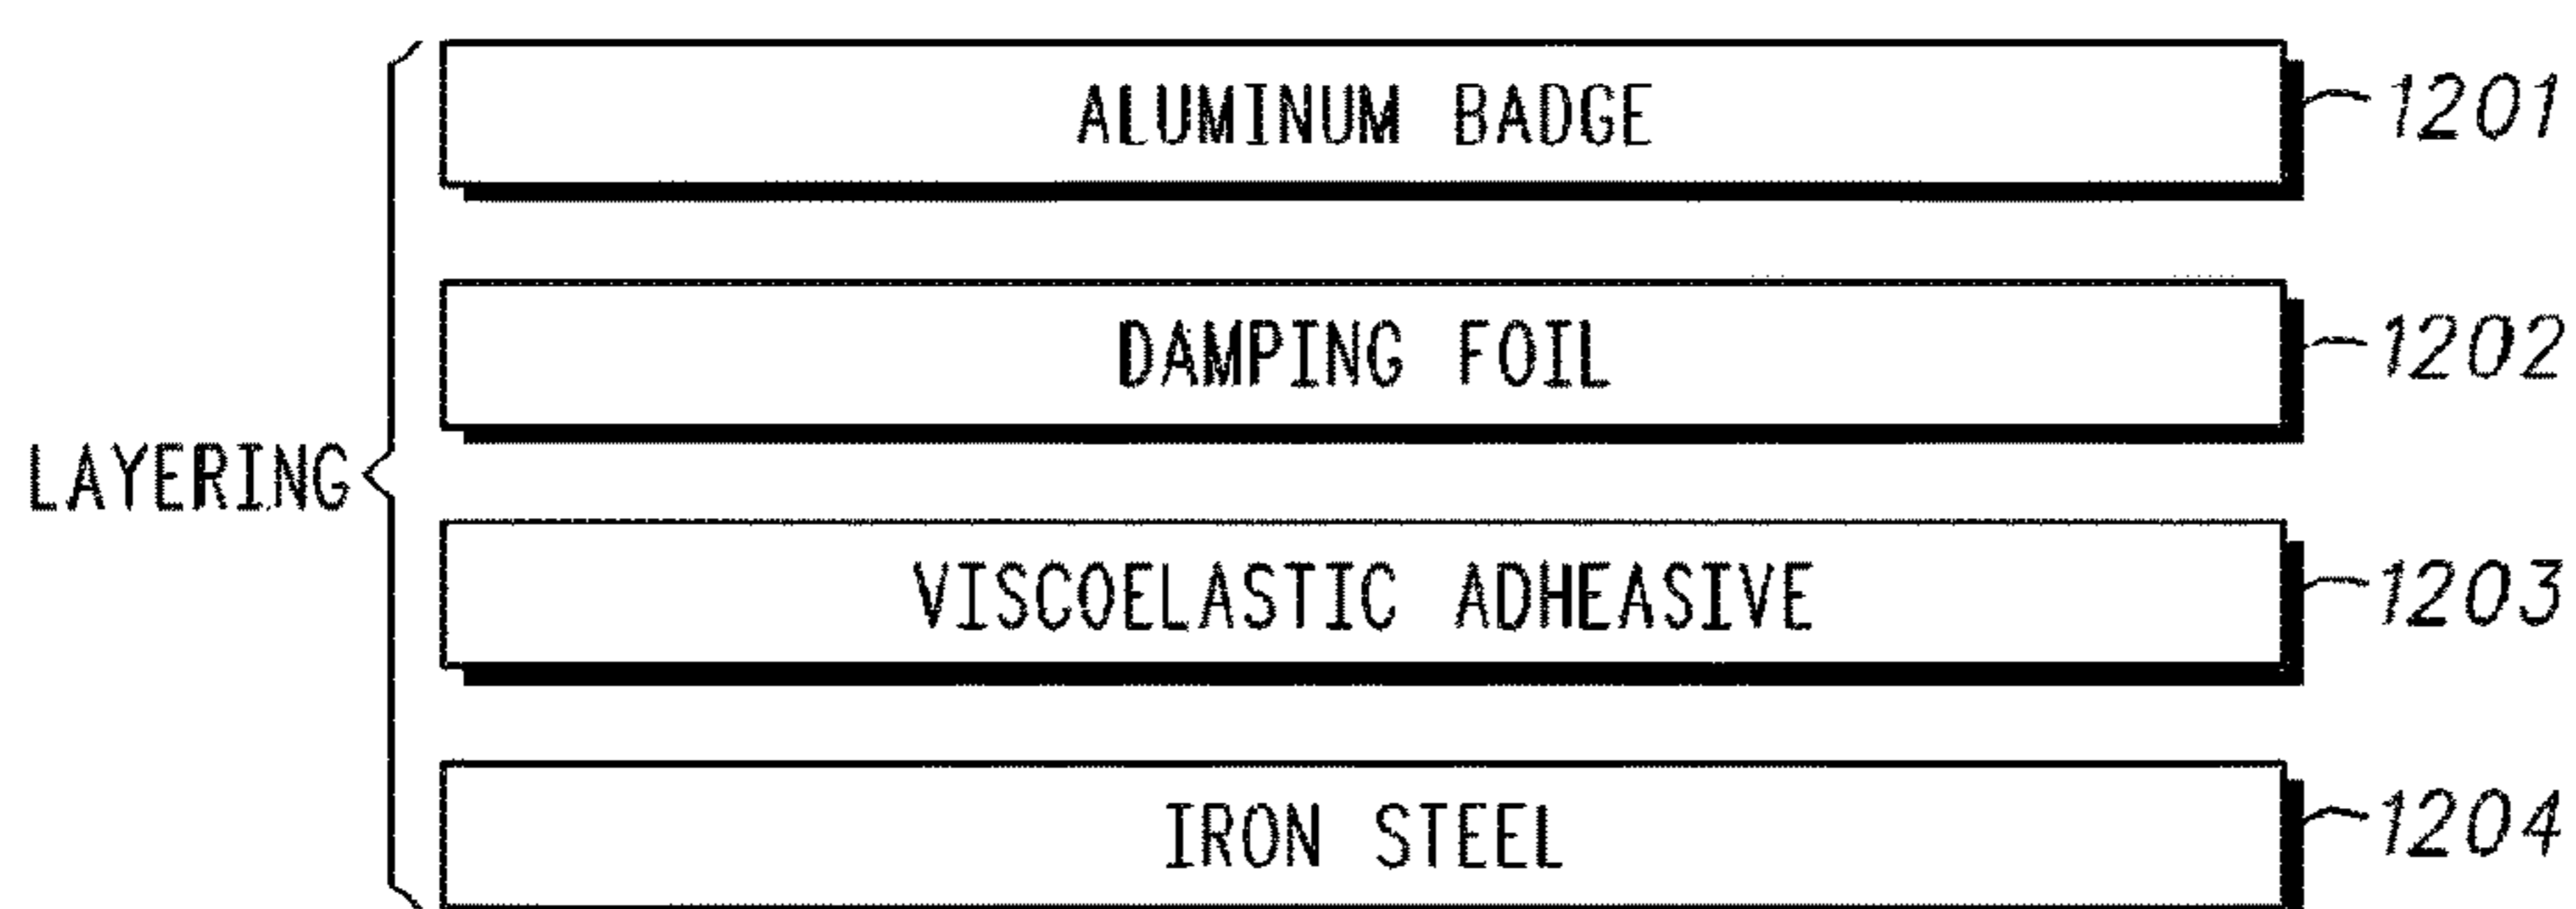 ALUMINUM BADGE 1201
DAMPING FOIL 1202
LAYERING
VISCOELASTIC ADHEASIVE 1203
IRON STEEL 1204